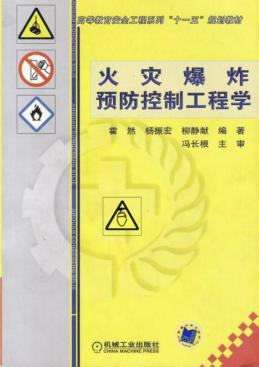 高等教育安全工程系列“十一五”规划教材
火灾爆炸
预防控制工程学
霍然 杨振宏 柳静献 编著
冯长根 主审
机械工业出版社
CHINA MACHINE PRESS